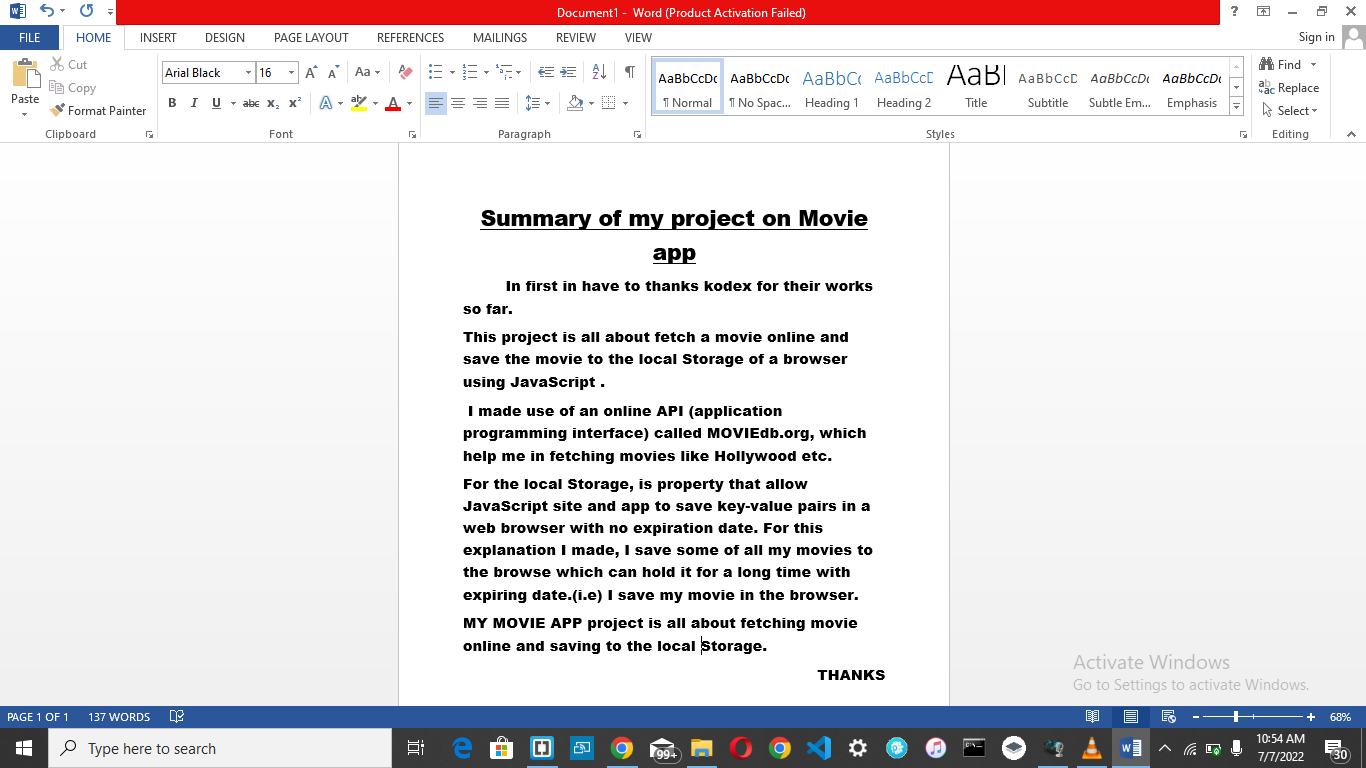 Document1 - Word (Product Activation Failed)
FILE HOME INSERT DESIGN PAGE LAYOUT REFERENCES MAILINGS REVIEW VIEW Sign in
Paste
Cut
Copy
Format Painter
Clipboard
Arial Black 16
Font
Paragraph
AaBbCcDc AaBbCcDc AaBbCc AaBbCcD AaBl AaBbCcD AaBbCcDc AaBbCcDc
¶ Normal ¶ No Spac... Heading 1 Heading 2 Title Subtitle Subtle Em... Emphasis
Styles
Find
Replace
Select
Editing
Summary of my project on Movie
app
In first in have to thanks kodex for their works
so far.
This project is all about fetch a movie online and
save the movie to the local Storage of a browser
using JavaScript .
I made use of an online API (application
programming interface) called MOVIEdb.org, which
help me in fetching movies like Hollywood etc.
For the local Storage, is property that allow
JavaScript site and app to save key-value pairs in a
web browser with no expiration date. For this
explanation I made, I save some of all my movies to
the browse which can hold it for a long time with
expiring date.(i.e) I save my movie in the browser.
MY MOVIE APP project is all about fetching movie
online and saving to the local Storage.
THANKS
Activate Windows
Go to Settings to activate Windows.
PAGE 1 OF 1 137 WORDS 68%
Type here to search
99+
10:54 AM
7/7/2022
30